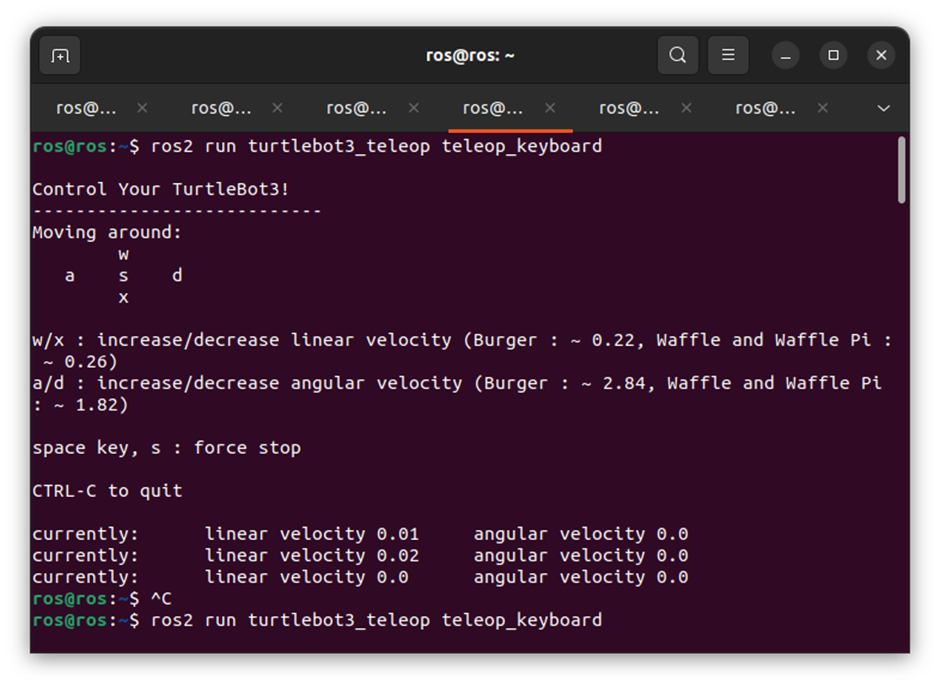 ros@ros: ~
ros@... ros@... ros@... ros@... ros@... ros@...
ros@ros:~$ ros2 run turtlebot3_teleop teleop_keyboard
Control Your TurtleBot3!
---------------------------
Moving around:
w
a s d
x
w/x : increase/decrease linear velocity (Burger : ~ 0.22, Waffle and Waffle Pi :
~ 0.26)
a/d : increase/decrease angular velocity (Burger : ~ 2.84, Waffle and Waffle Pi
: ~ 1.82)
space key, s : force stop
CTRL-C to quit
currently: linear velocity 0.01 angular velocity 0.0
currently: linear velocity 0.02 angular velocity 0.0
currently: linear velocity 0.0 angular velocity 0.0
ros@ros:~$ ^C
ros@ros:~$ ros2 run turtlebot3_teleop teleop_keyboard